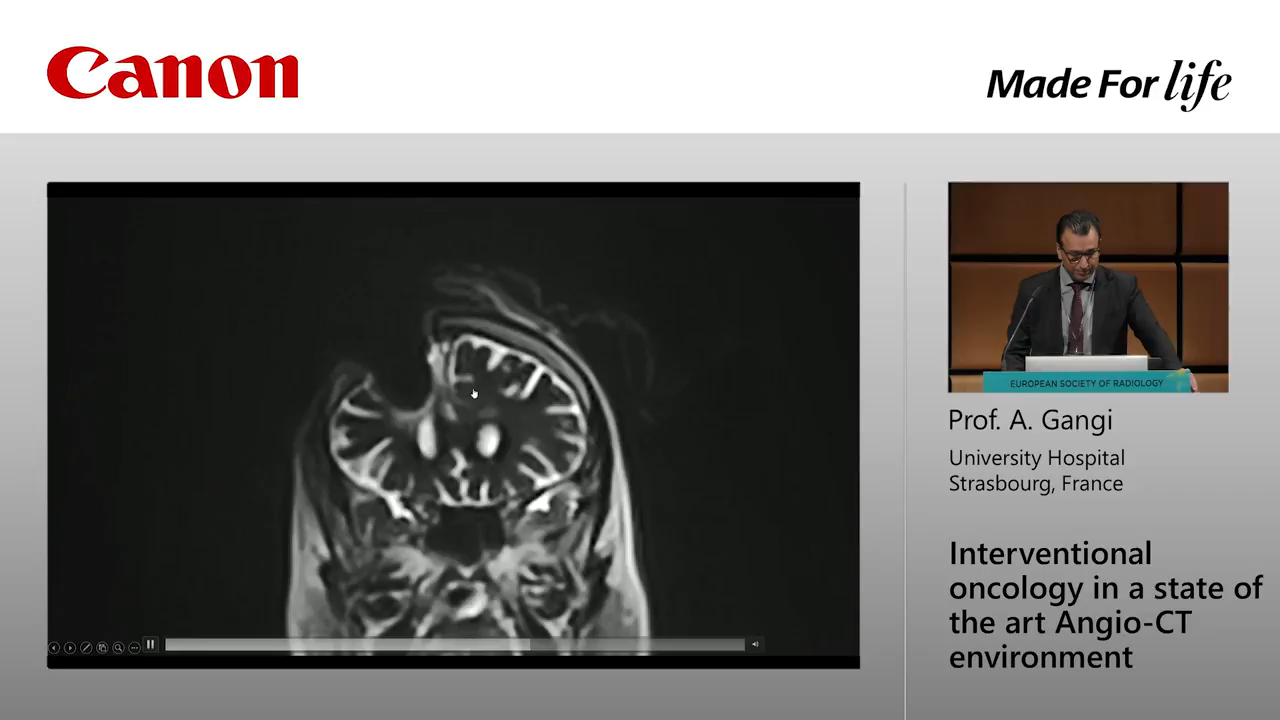 Canon
Made For life
EUROPEAN SOCIETY OF RADIOLOGY
Prof. A. Gangi
University Hospital
Strasbourg, France
Interventional
oncology in a state of
the art Angio-CT
environment